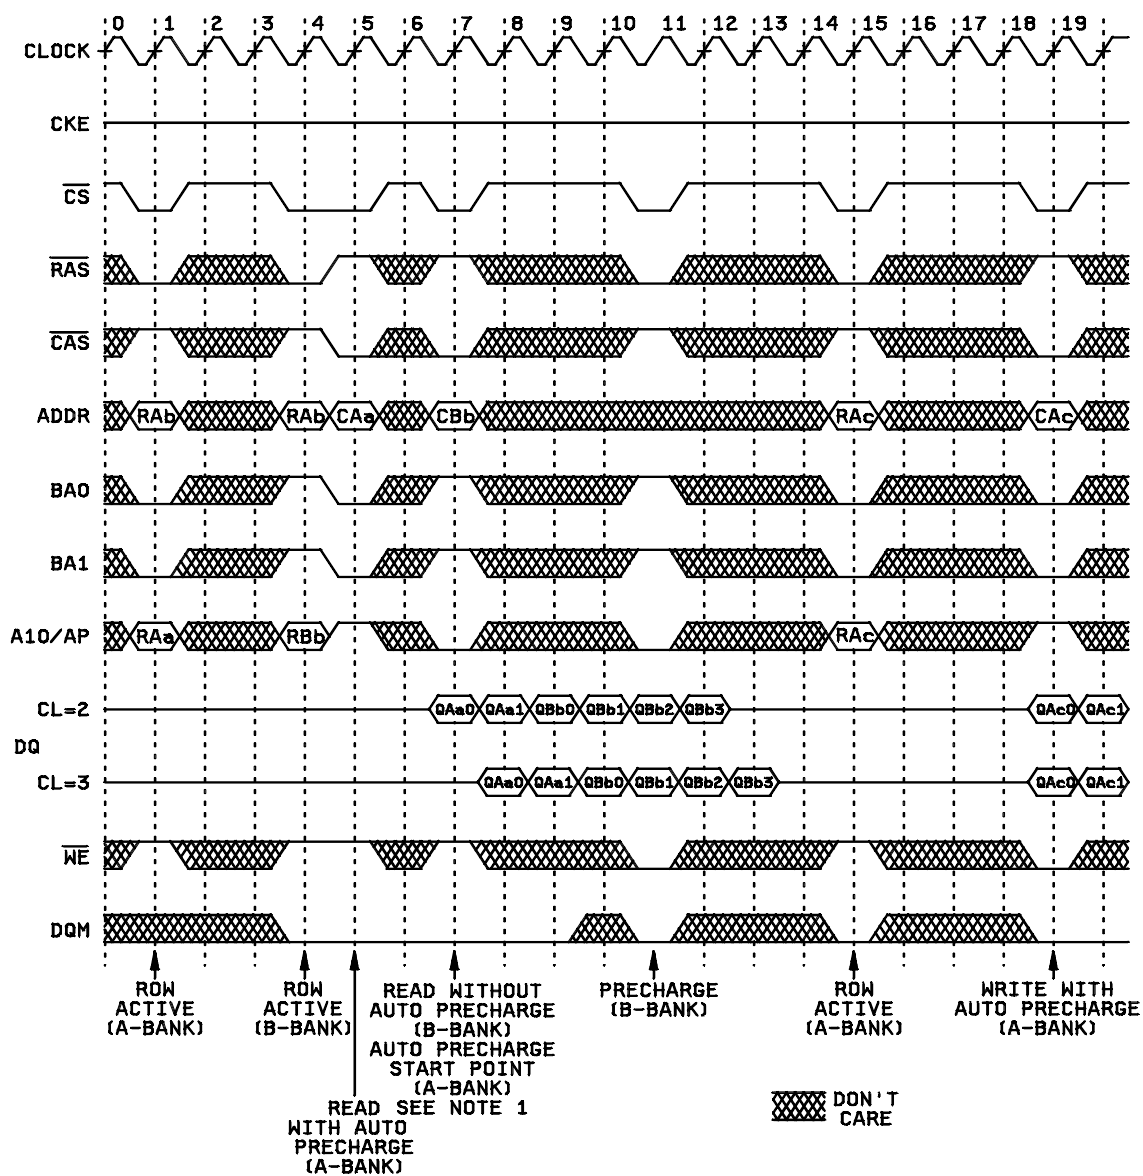 0 1 2 3 4 5 6 7 8 9 10 11 12 13 14 15 16 17 18 19
CLOCK
CKE
CS
RAS
CAS
ADDR RAb RAb CAa CBb RAc CAc
BA0
BA1
A10/AP RAa RBb RAc
CL=2 QAa0 QAa1 QBb0 QBb1 QBb2 QBb3 QAc0 QAc1
DQ
CL=3 QAa0 QAa1 QBb0 QBb1 QBb2 QBb3 QAc0 QAc1
WE
DQM
ROW
ACTIVE
(A-BANK)
ROW
ACTIVE
(B-BANK)
READ WITHOUT
AUTO PRECHARGE
(B-BANK)
AUTO PRECHARGE
START POINT
(A-BANK)
SEE NOTE 1
PRECHARGE
(B-BANK)
ROW
ACTIVE
(A-BANK)
WRITE WITH
AUTO PRECHARGE
(A-BANK)
READ
WITH AUTO
PRECHARGE
(A-BANK)
DON'T
CARE